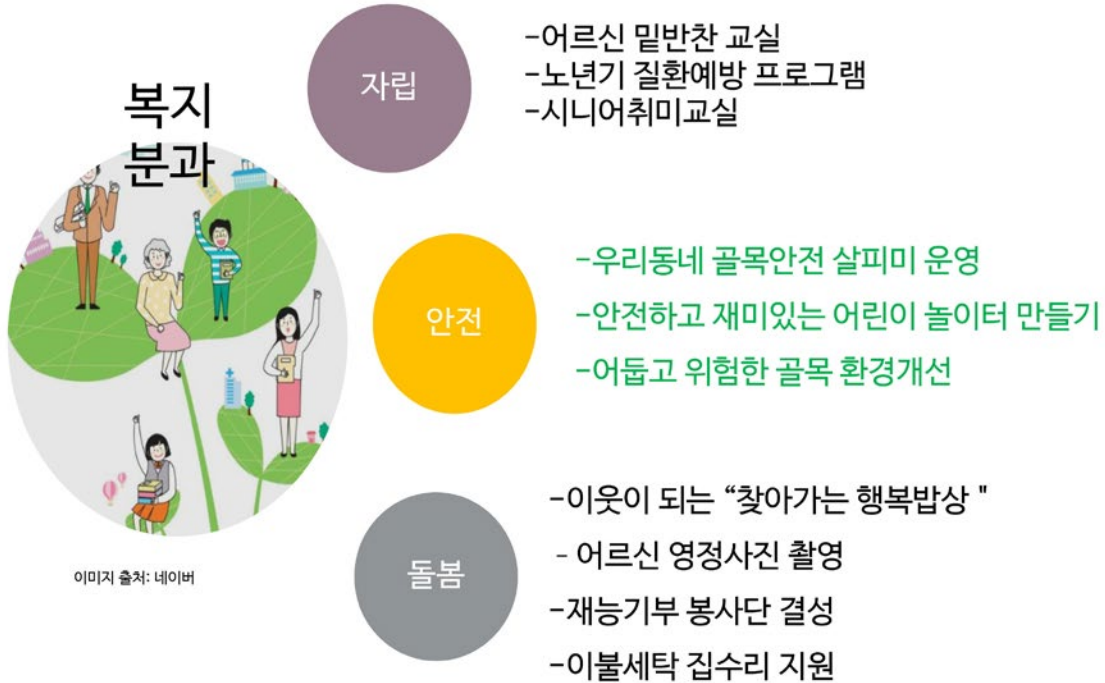 복지
분과
자립
-어르신 밑반찬 교실
-노년기 질환예방 프로그램
-시니어취미교실
안전
-우리동네 골목안전 살피미 운영
-안전하고 재미있는 어린이 놀이터 만들기
-어둡고 위험한 골목 환경개선
돌봄
-이웃이 되는 “찾아가는 행복밥상 "
- 어르신 영정사진 촬영
-재능기부 봉사단 결성
-이불세탁 집수리 지원
이미지 출처: 네이버